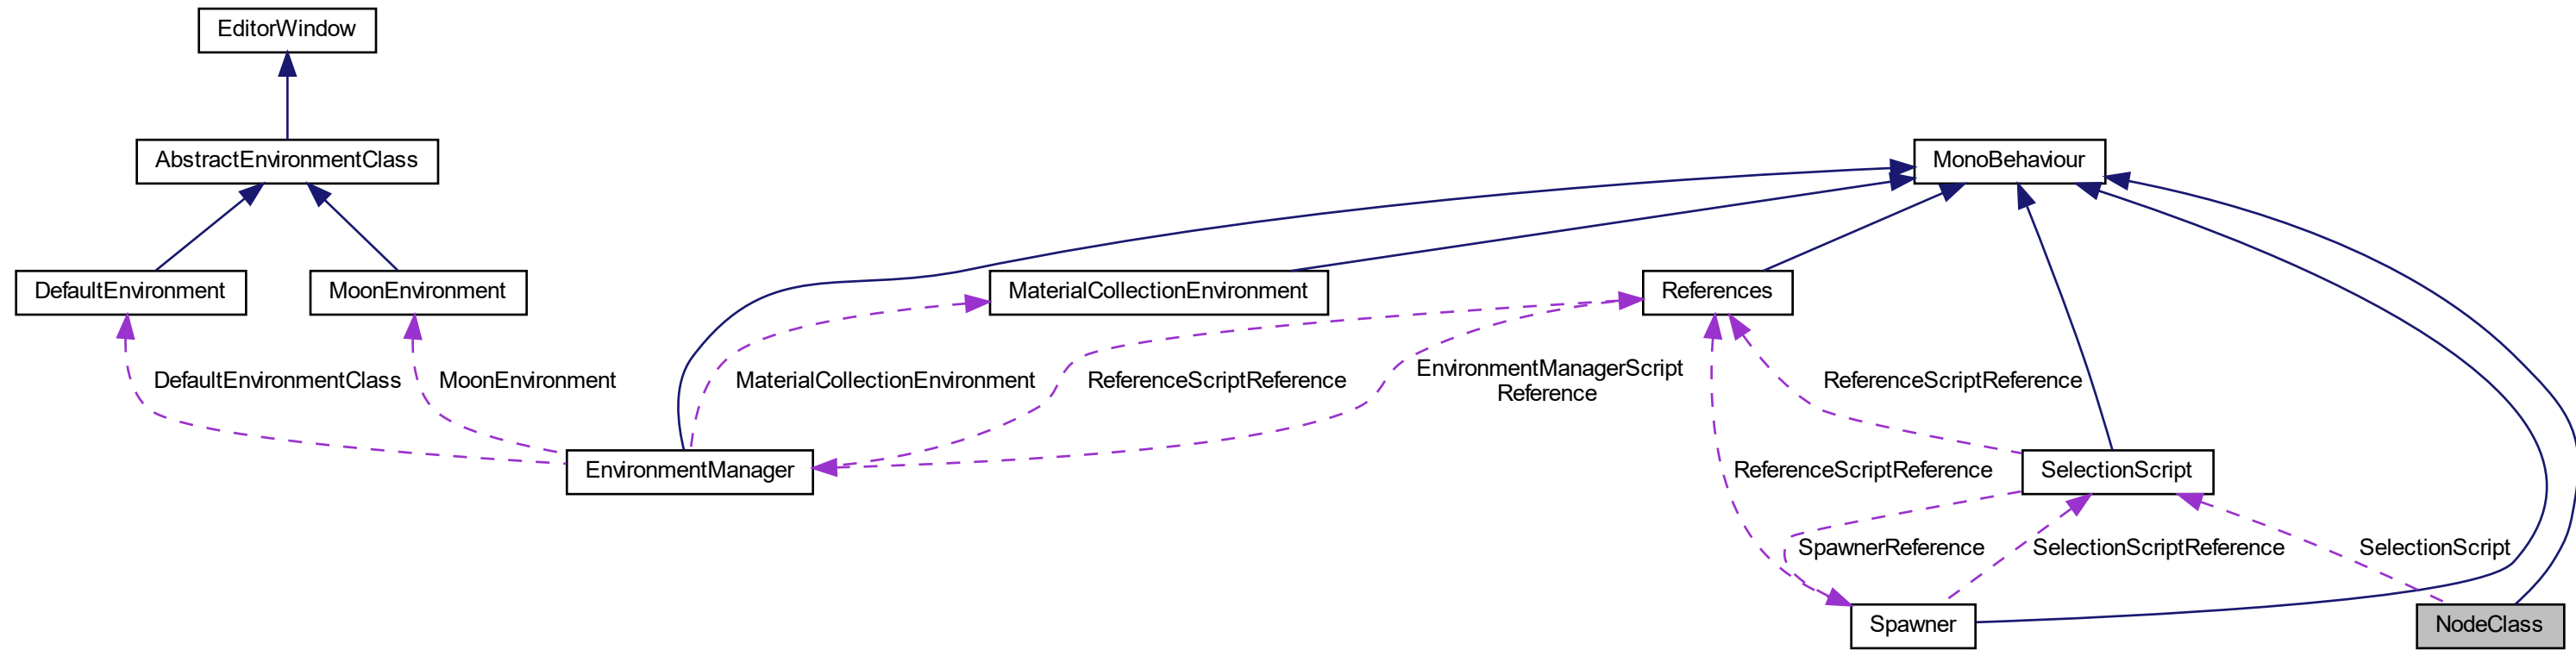 EditorWindow
AbstractEnvironmentClass
MonoBehaviour
DefaultEnvironment
MoonEnvironment
MaterialCollectionEnvironment
References
DefaultEnvironmentClass
MoonEnvironment
MaterialCollectionEnvironment
ReferenceScriptReference
EnvironmentManagerScript
Reference
ReferenceScriptReference
EnvironmentManager
ReferenceScriptReference
SelectionScript
SpawnerReference
SelectionScriptReference
SelectionScript
Spawner
NodeClass